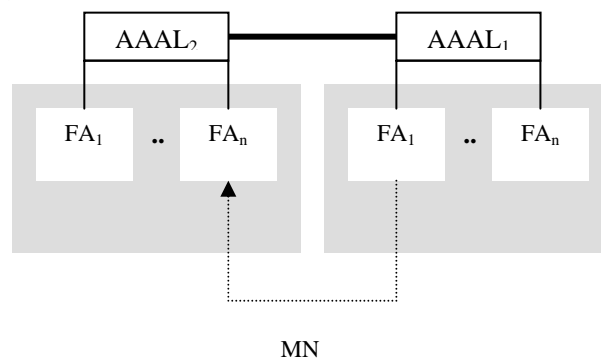 AAAL₂ AAAL₁
FA₁ .. FAₙ FA₁ .. FAₙ
MN